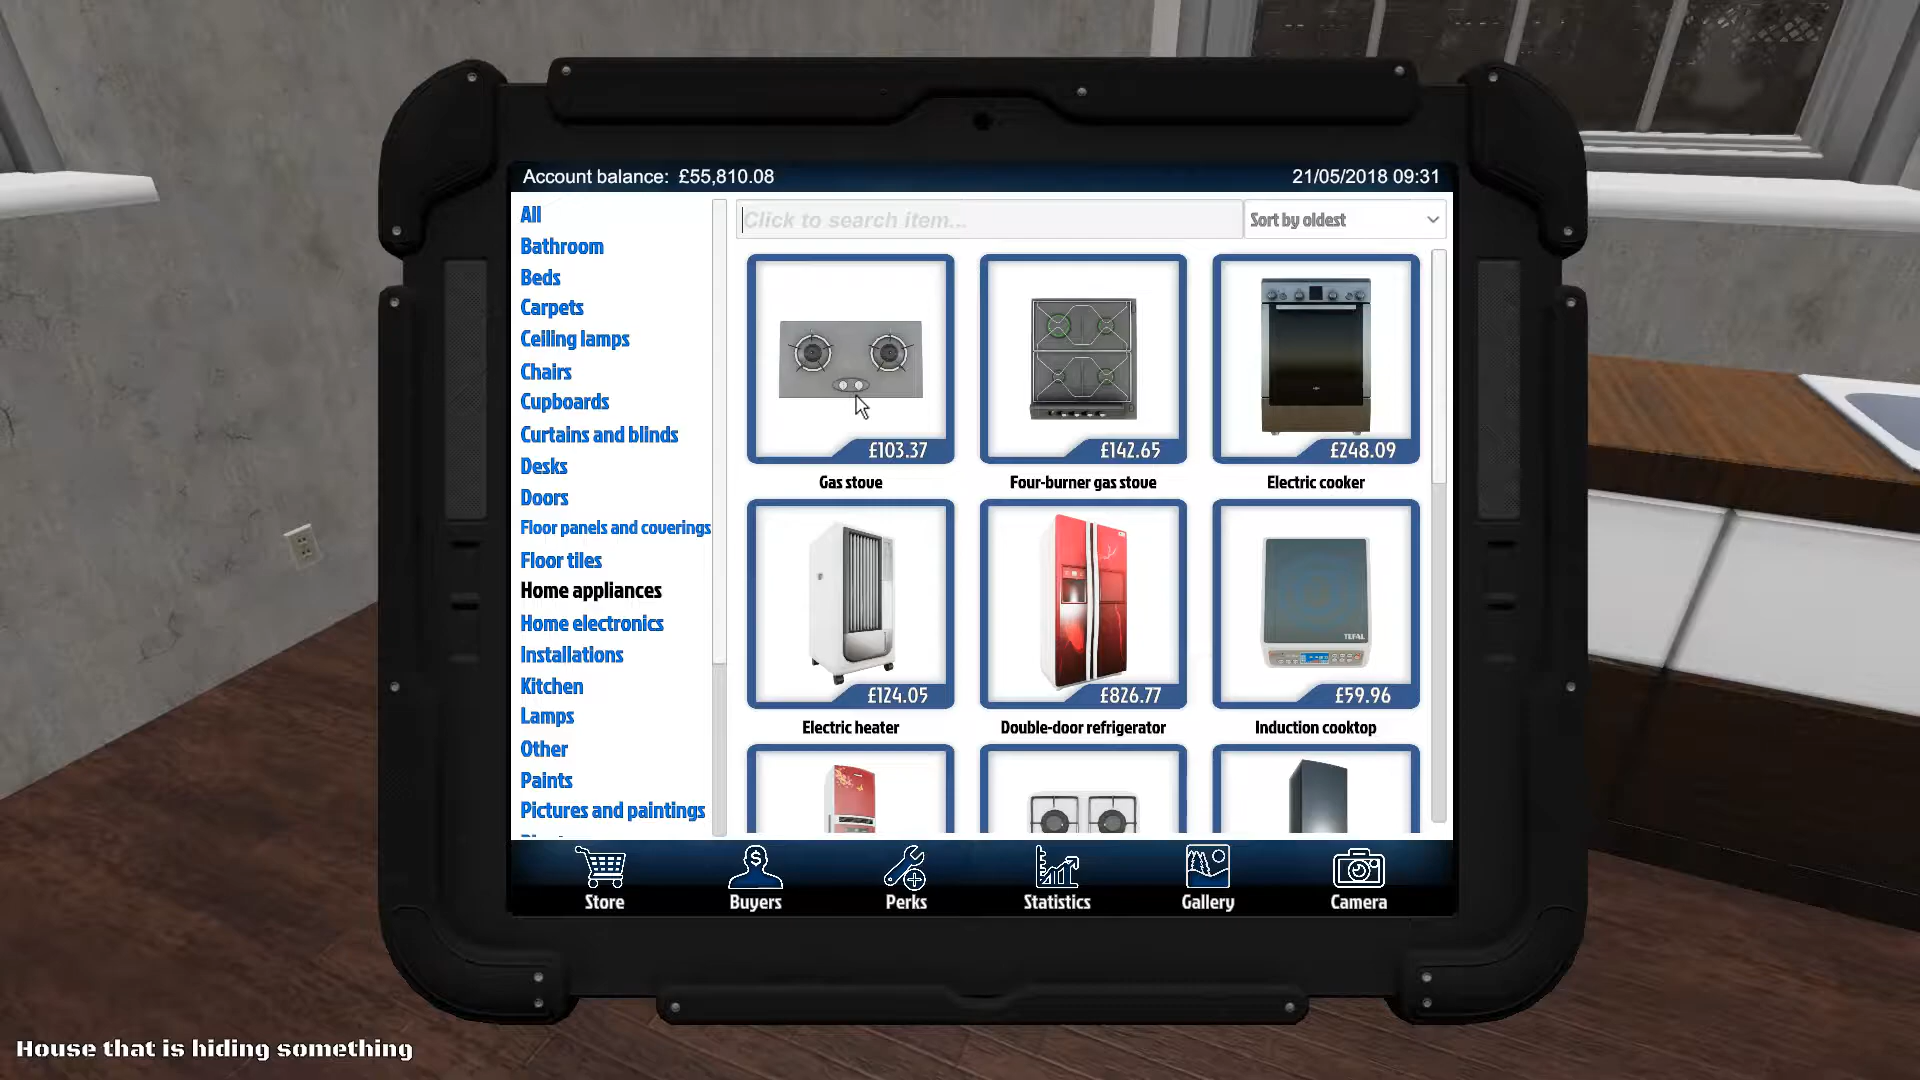 Account balance: £55,810.08
21/05/2018 09:31
All
Bathroom
Beds
Carpets
Ceiling lamps
Chairs
Cupboards
Curtains and blinds
Desks
Doors
Floor panels and coverings
Floor tiles
Home appliances
Home electronics
Installations
Kitchen
Lamps
Other
Paints
Pictures and paintings
Click to search item...
Sort by oldest
£103.37
£142.65
£248.09
Gas stove
Four-burner gas stove
Electric cooker
TEFAL
£124.05
£826.77
£59.96
Electric heater
Double-door refrigerator
Induction cooktop
Store
Buyers
Perks
Statistics
Gallery
Camera
House that is hiding something